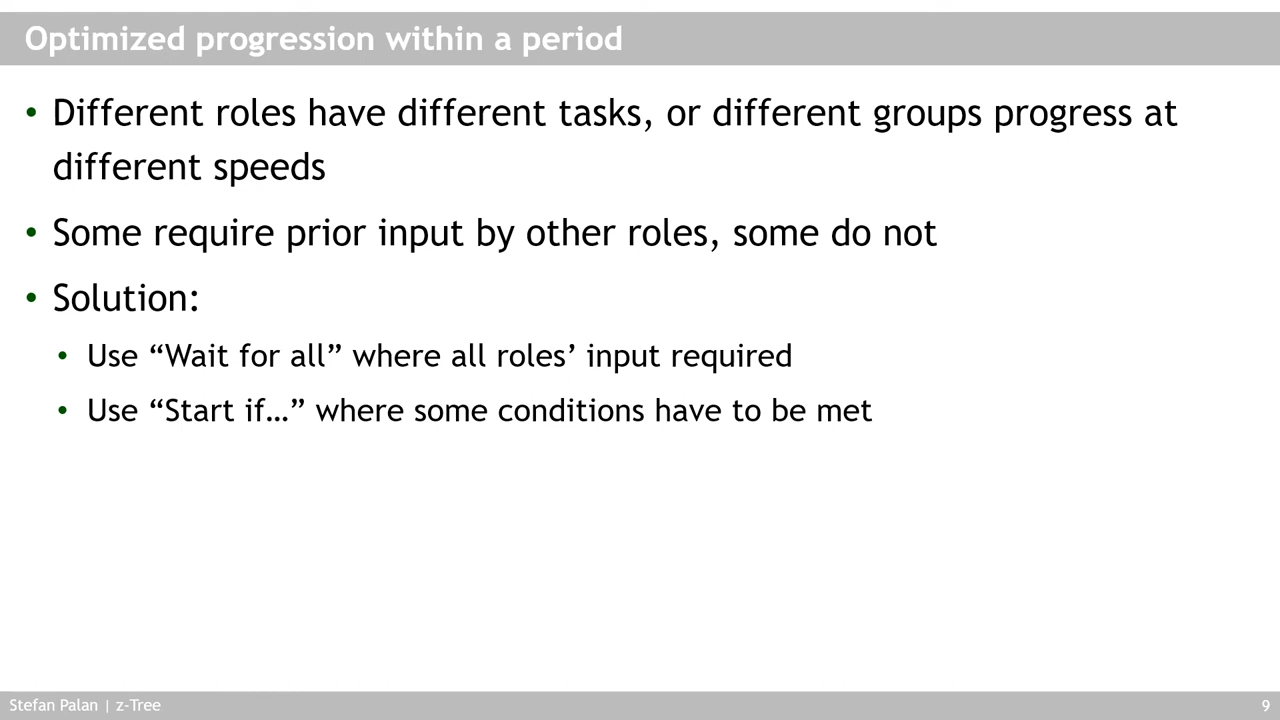 Optimized progression within a period
• Different roles have different tasks, or different groups progress at
different speeds
• Some require prior input by other roles, some do not
• Solution:
• Use “Wait for all” where all roles’ input required
• Use “Start if…” where some conditions have to be met
Stefan Palan | z-Tree
9